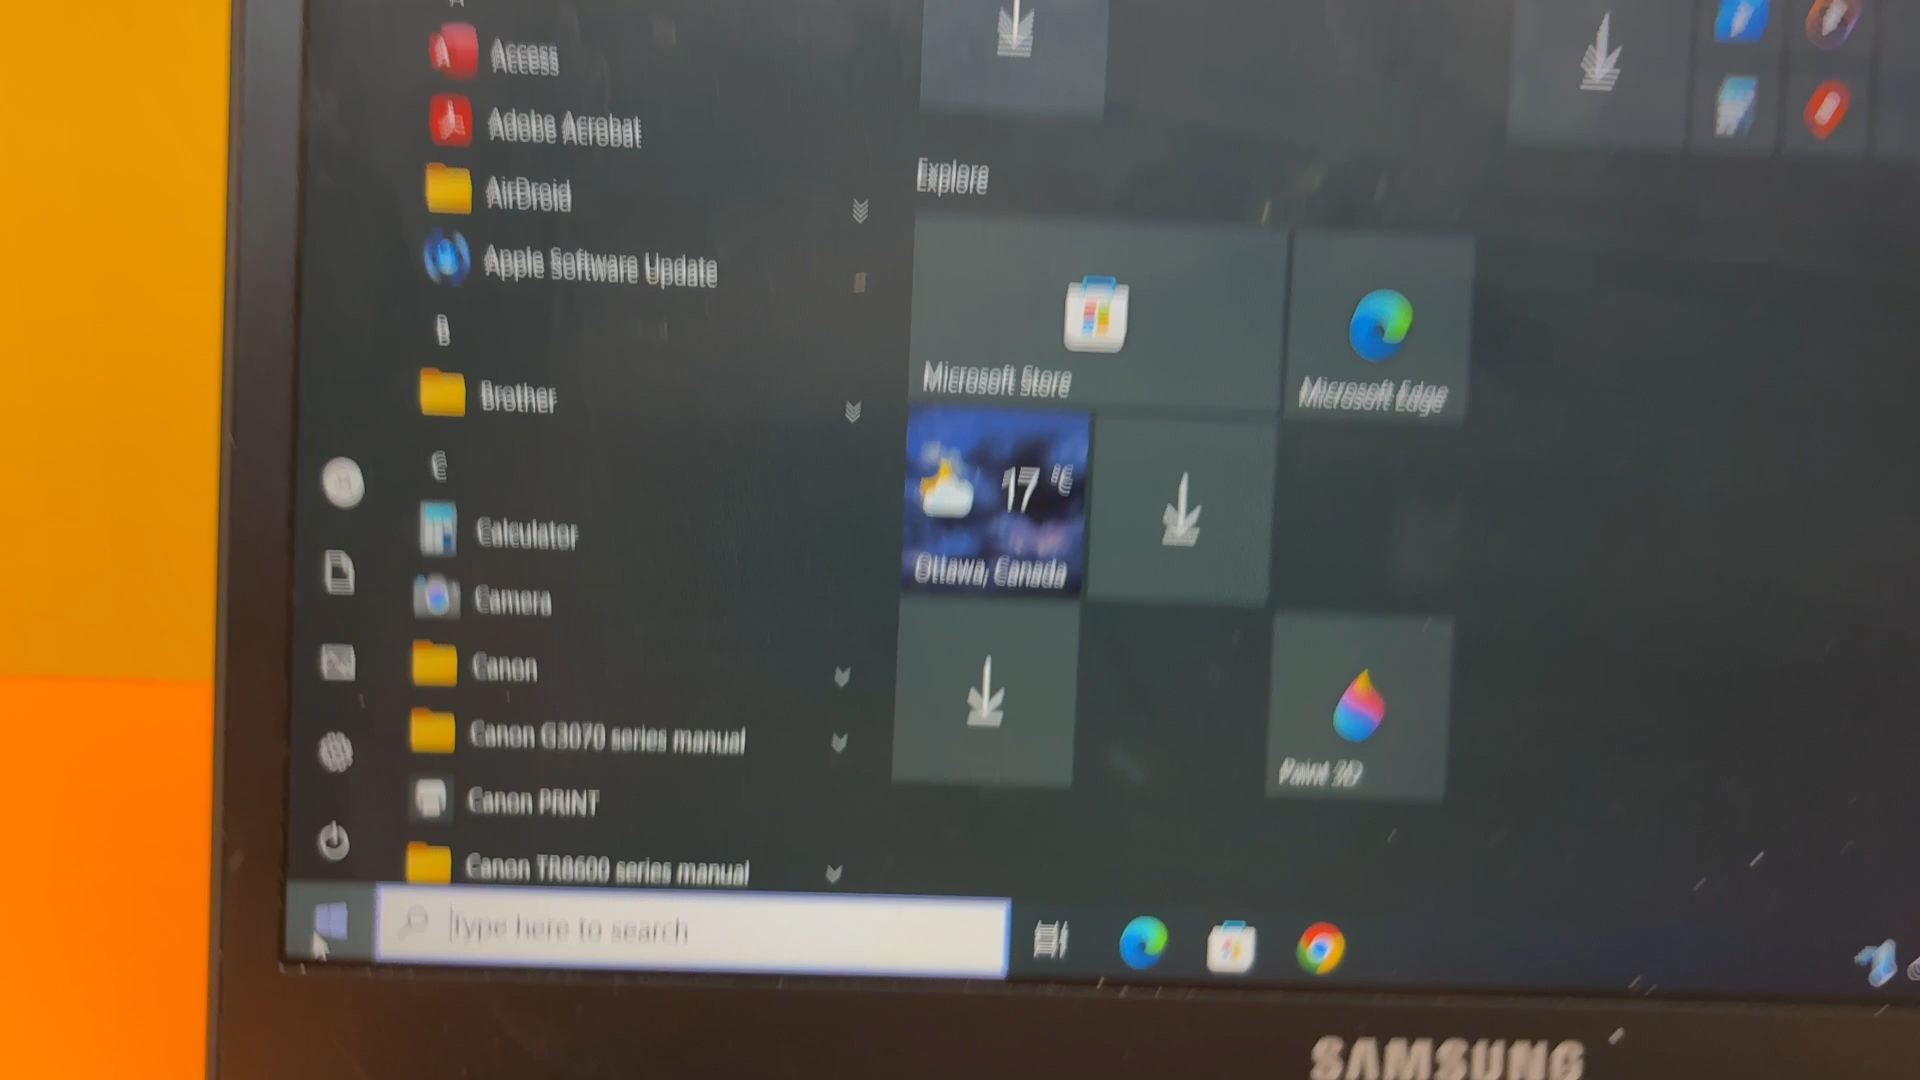 A
Access
Adobe Acrobat
AirDroid
Apple Software Update
B
Brother
C
Calculator
Camera
Canon
Canon G3070 series manual
Canon PRINT
Canon TR8600 series manual
Type here to search
Explore
Microsoft Store
Microsoft Edge
17 °C
Ottawa, Canada
Paint 3D
SAMSUNG